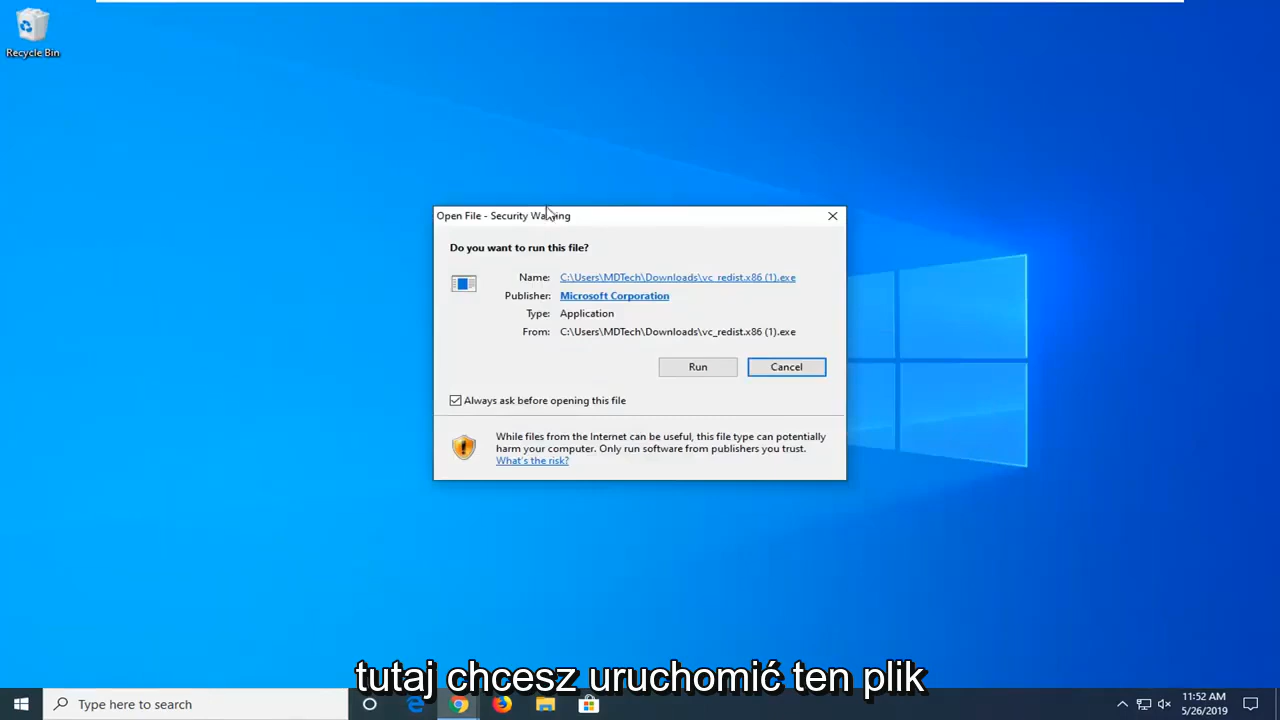 Recycle Bin
Open File - Security Warning
Do you want to run this file?
Name: C:\Users\MDTech\Downloads\vc_redist.x86 (1).exe
Publisher: Microsoft Corporation
Type: Application
From: C:\Users\MDTech\Downloads\vc_redist.x86 (1).exe
Run Cancel
Always ask before opening this file
While files from the Internet can be useful, this file type can potentially
harm your computer. Only run software from publishers you trust.
What's the risk?
tutaj chcesz uruchomić ten plik
Type here to search
11:52 AM
5/26/2019